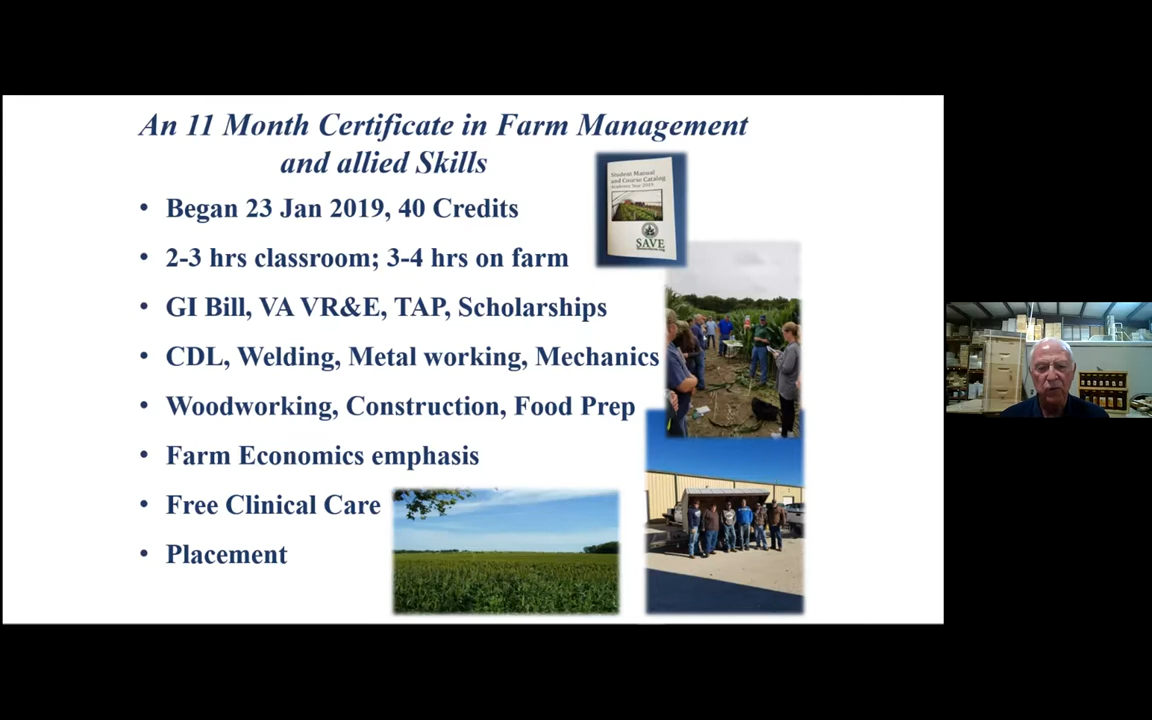 An 11 Month Certificate in Farm Management
and allied Skills
• Began 23 Jan 2019, 40 Credits
• 2-3 hrs classroom; 3-4 hrs on farm
• GI Bill, VA VR&E, TAP, Scholarships
• CDL, Welding, Metal working, Mechanics
• Woodworking, Construction, Food Prep
• Farm Economics emphasis
• Free Clinical Care
• Placement
Student Manual
and Course Catalog
SAVE